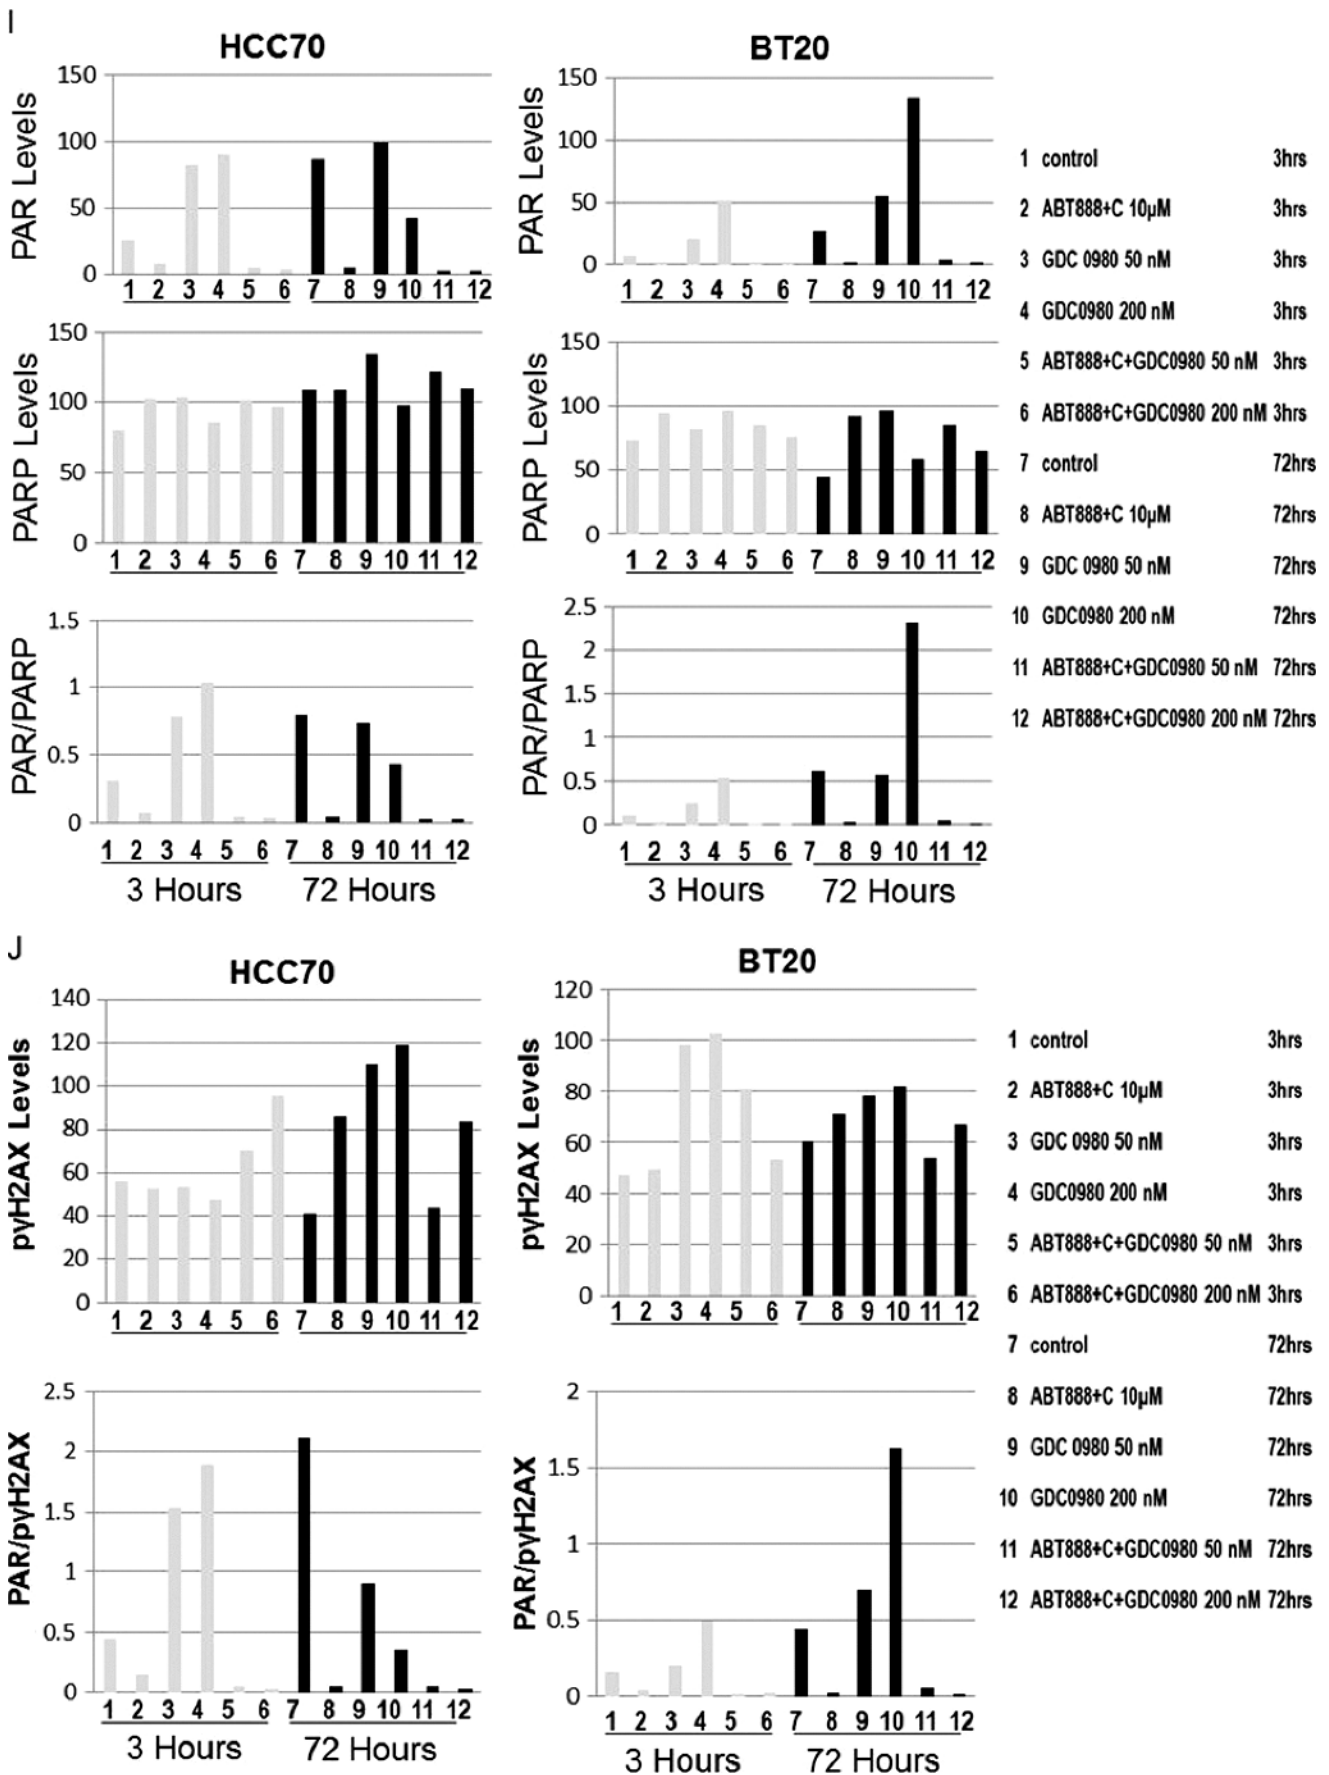 I
HCC70
BT20
PAR Levels
150
100
50
0
1 2 3 4 5 6 7 8 9 10 11 12
PAR Levels
150
100
50
0
1 2 3 4 5 6 7 8 9 10 11 12
PARP Levels
150
100
50
0
1 2 3 4 5 6 7 8 9 10 11 12
PARP Levels
150
100
50
0
1 2 3 4 5 6 7 8 9 10 11 12
PAR/PARP
1.5
1
0.5
0
1 2 3 4 5 6 7 8 9 10 11 12
3 Hours 72 Hours
PAR/PARP
2.5
2
1.5
1
0.5
0
1 2 3 4 5 6 7 8 9 10 11 12
3 Hours 72 Hours
1 control 3hrs
2 ABT888+C 10µM 3hrs
3 GDC 0980 50 nM 3hrs
4 GDC0980 200 nM 3hrs
5 ABT888+C+GDC0980 50 nM 3hrs
6 ABT888+C+GDC0980 200 nM 3hrs
7 control 72hrs
8 ABT888+C 10µM 72hrs
9 GDC 0980 50 nM 72hrs
10 GDC0980 200 nM 72hrs
11 ABT888+C+GDC0980 50 nM 72hrs
12 ABT888+C+GDC0980 200 nM 72hrs
J
HCC70
BT20
pγH2AX Levels
140
120
100
80
60
40
20
0
1 2 3 4 5 6 7 8 9 10 11 12
pγH2AX Levels
120
100
80
60
40
20
0
1 2 3 4 5 6 7 8 9 10 11 12
PAR/pγH2AX
2.5
2
1.5
1
0.5
0
1 2 3 4 5 6 7 8 9 10 11 12
3 Hours 72 Hours
PAR/pγH2AX
2
1.5
1
0.5
0
1 2 3 4 5 6 7 8 9 10 11 12
3 Hours 72 Hours
1 control 3hrs
2 ABT888+C 10µM 3hrs
3 GDC 0980 50 nM 3hrs
4 GDC0980 200 nM 3hrs
5 ABT888+C+GDC0980 50 nM 3hrs
6 ABT888+C+GDC0980 200 nM 3hrs
7 control 72hrs
8 ABT888+C 10µM 72hrs
9 GDC 0980 50 nM 72hrs
10 GDC0980 200 nM 72hrs
11 ABT888+C+GDC0980 50 nM 72hrs
12 ABT888+C+GDC0980 200 nM 72hrs